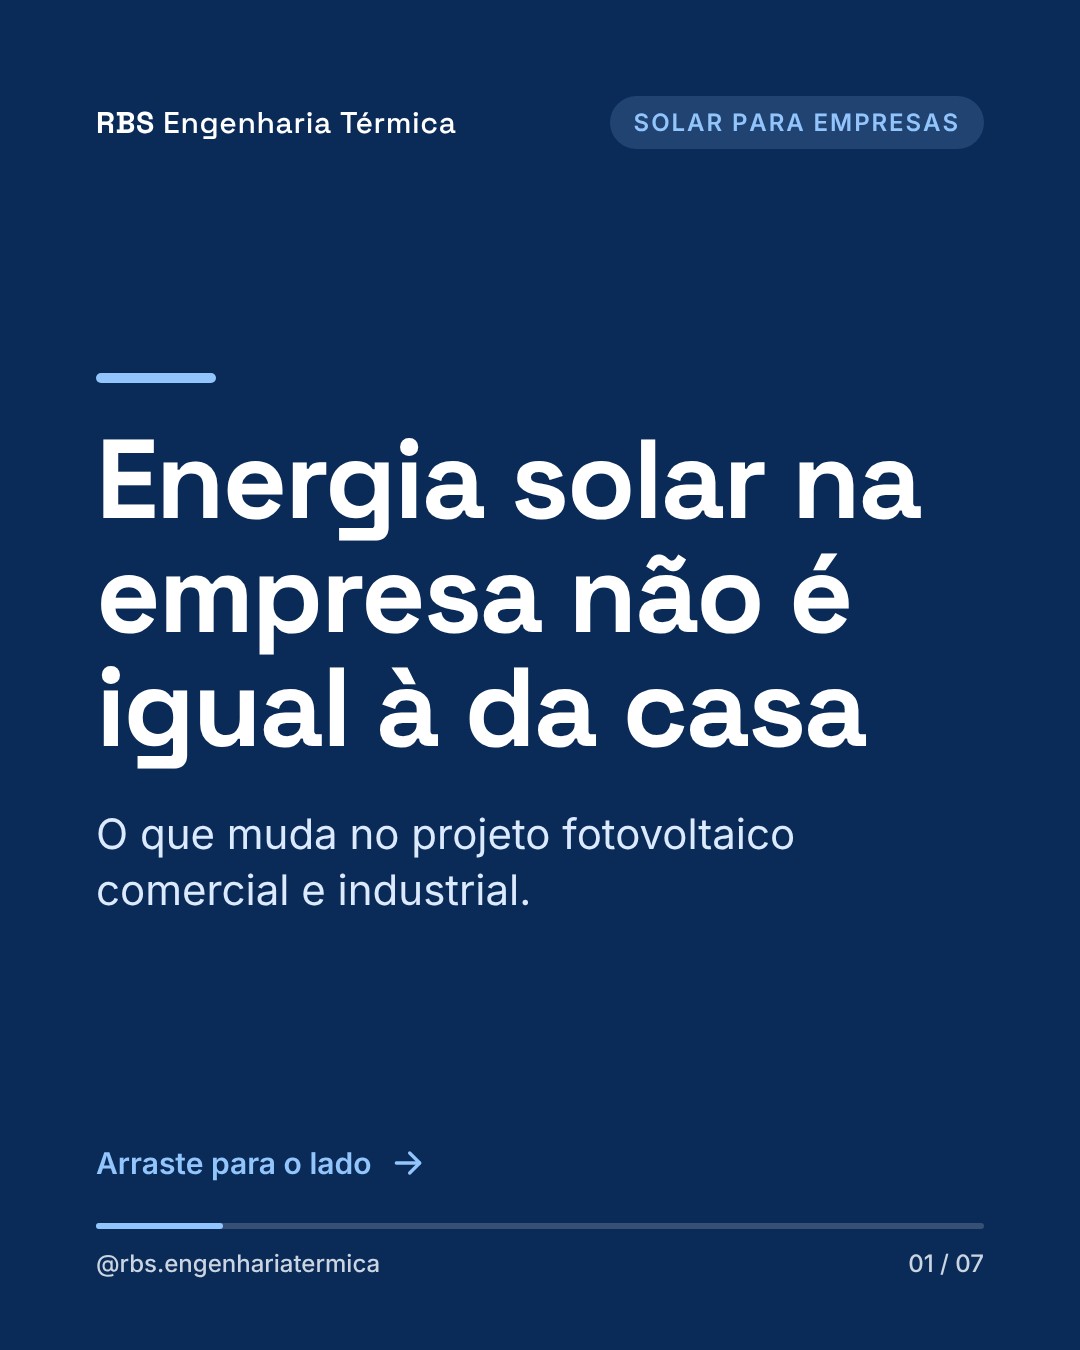 RBS Engenharia Térmica
SOLAR PARA EMPRESAS
Energia solar na
empresa não é
igual à da casa
O que muda no projeto fotovoltaico
comercial e industrial.
Arraste para o lado →
@rbs.engenhariatermica
01 / 07